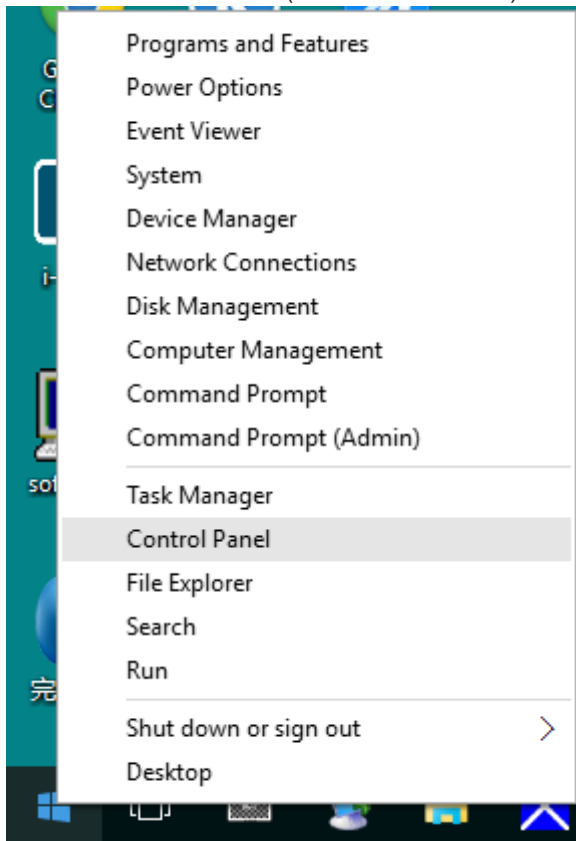 Programs and Features
Power Options
Event Viewer
System
Device Manager
Network Connections
Disk Management
Computer Management
Command Prompt
Command Prompt (Admin)
Task Manager
Control Panel
File Explorer
Search
Run
Shut down or sign out
Desktop